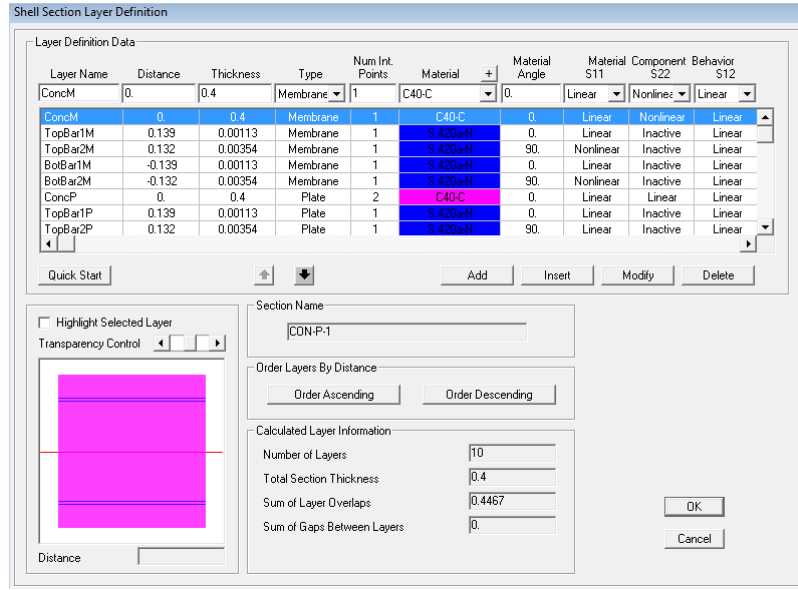 Shell Section Layer Definition
Layer Definition Data
Num Int. Material Material Component Behavior
Layer Name Distance Thickness Type Points Material + Angle S11 S22 S12
ConcM 0. 0.4 Membrane 1 C40-C 0. Linear Nonlinea Linear
ConcM 0. 0.4 Membrane 1 C40-C 0. Linear Nonlinear Linear
TopBar1M 0.139 0.00113 Membrane 1 S 420a N 0. Linear Inactive Linear
TopBar2M 0.132 0.00354 Membrane 1 S 420a N 90. Nonlinear Inactive Linear
BotBar1M -0.139 0.00113 Membrane 1 S 420a N 0. Linear Inactive Linear
BotBar2M -0.132 0.00354 Membrane 1 S 420a N 90. Nonlinear Inactive Linear
ConcP 0. 0.4 Plate 2 C40-C 0. Linear Linear Linear
TopBar1P 0.139 0.00113 Plate 1 S 420a N 0. Linear Inactive Linear
TopBar2P 0.132 0.00354 Plate 1 S 420a N 90. Linear Inactive Linear
Quick Start Add Insert Modify Delete
Highlight Selected Layer
Transparency Control
Distance
Section Name
CON-P-1
Order Layers By Distance
Order Ascending Order Descending
Calculated Layer Information
Number of Layers 10
Total Section Thickness 0.4
Sum of Layer Overlaps 0.4467
Sum of Gaps Between Layers 0.
OK
Cancel